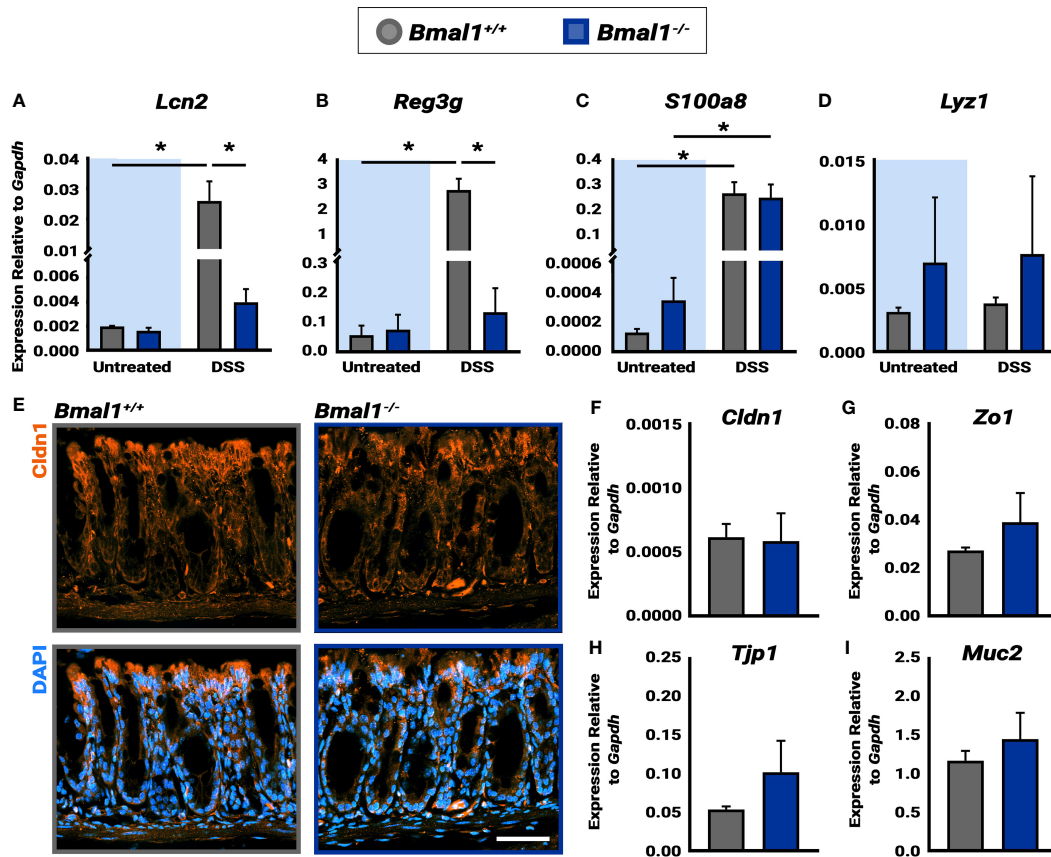 Bmal1+/+ Bmal1-/-
A Lcn2
Expression Relative to Gapdh
0.04
0.03
0.02
0.01
0.006
0.004
0.002
0.000
* *
Untreated DSS
B Reg3g
4
3
2
1
0.3
0.2
0.1
0.0
* *
Untreated DSS
C S100a8
0.4
0.3
0.2
0.1
0.0006
0.0004
0.0002
0.0000
*
*
Untreated DSS
D Lyz1
0.015
0.010
0.005
0.000
Untreated DSS
E Bmal1+/+ Bmal1-/-
Cldn1
DAPI
F Cldn1
Expression Relative
to Gapdh
0.0015
0.0010
0.0005
0.0000
G Zo1
Expression Relative
to Gapdh
0.08
0.06
0.04
0.02
0.00
H Tjp1
Expression Relative
to Gapdh
0.25
0.20
0.15
0.10
0.05
0.00
I Muc2
Expression Relative
to Gapdh
2.5
2.0
1.5
1.0
0.5
0.0